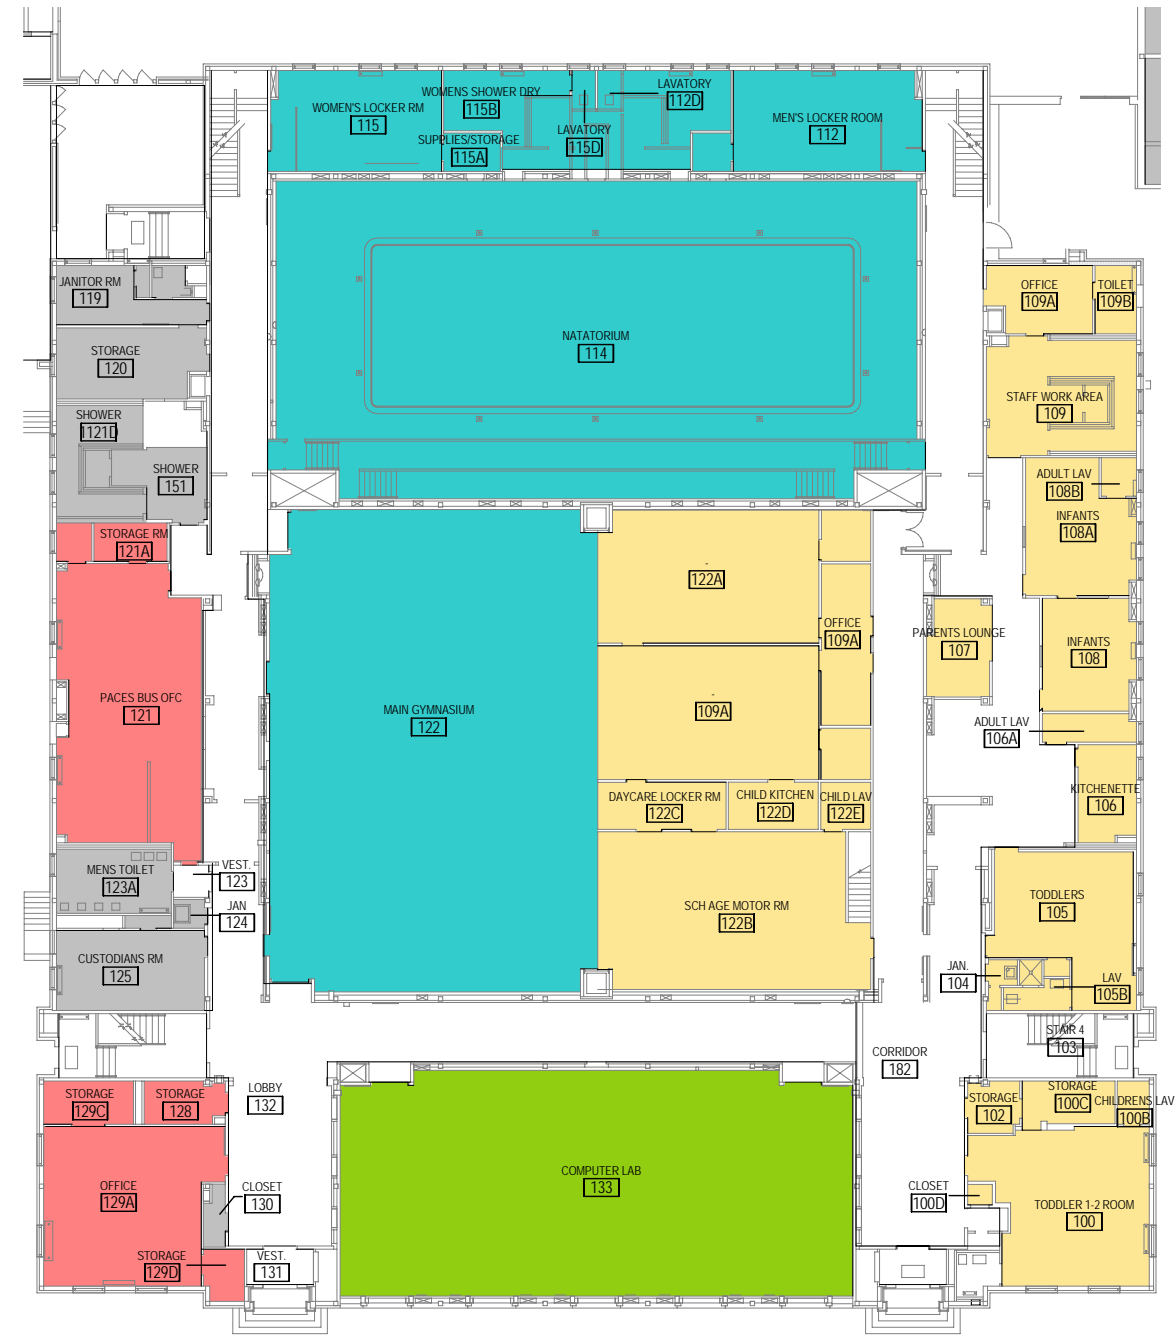 WOMEN'S LOCKER RM
115
WOMENS SHOWER DRY
115B
SUPPLIES/STORAGE
115A
LAVATORY
115D
LAVATORY
112D
MEN'S LOCKER ROOM
112
JANITOR RM
119
STORAGE
120
SHOWER
1121D
SHOWER
151
NATATORIUM
114
OFFICE
109A
TOILET
109B
STAFF WORK AREA
109
ADULT LAV
108B
INFANTS
108A
STORAGE RM
121A
-
122A
OFFICE
109A
PARENTS LOUNGE
107
INFANTS
108
PACES BUS OFC
121
MAIN GYMNASIUM
122
-
109A
ADULT LAV
106A
KITCHENETTE
106
DAYCARE LOCKER RM
122C
CHILD KITCHEN
122D
CHILD LAV
122E
MENS TOILET
123A
VEST.
123
JAN
124
SCH AGE MOTOR RM
122B
TODDLERS
105
CUSTODIANS RM
125
JAN.
104
LAV
105B
STAIR 4
103
CORRIDOR
182
STORAGE
129C
STORAGE
128
LOBBY
132
STORAGE
102
STORAGE
100C
CHILDRENS LAV
100B
OFFICE
129A
CLOSET
130
COMPUTER LAB
133
CLOSET
100D
TODDLER 1-2 ROOM
100
STORAGE
129D
VEST.
131